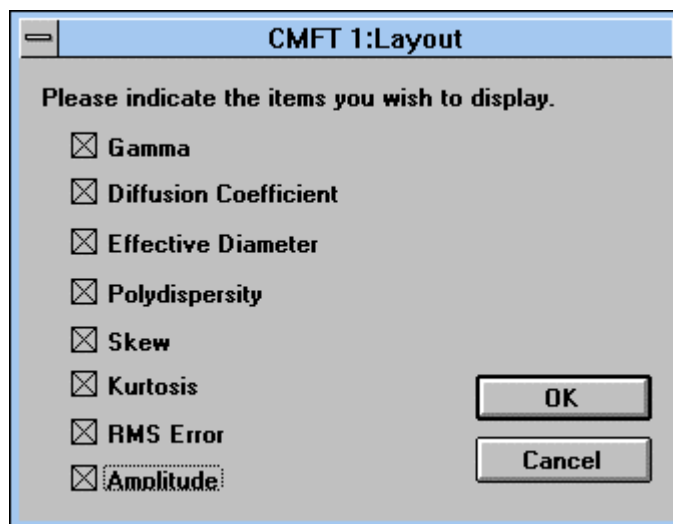 CMFT 1:Layout
Please indicate the items you wish to display.
Gamma
Diffusion Coefficient
Effective Diameter
Polydispersity
Skew
Kurtosis
RMS Error
Amplitude
OK
Cancel